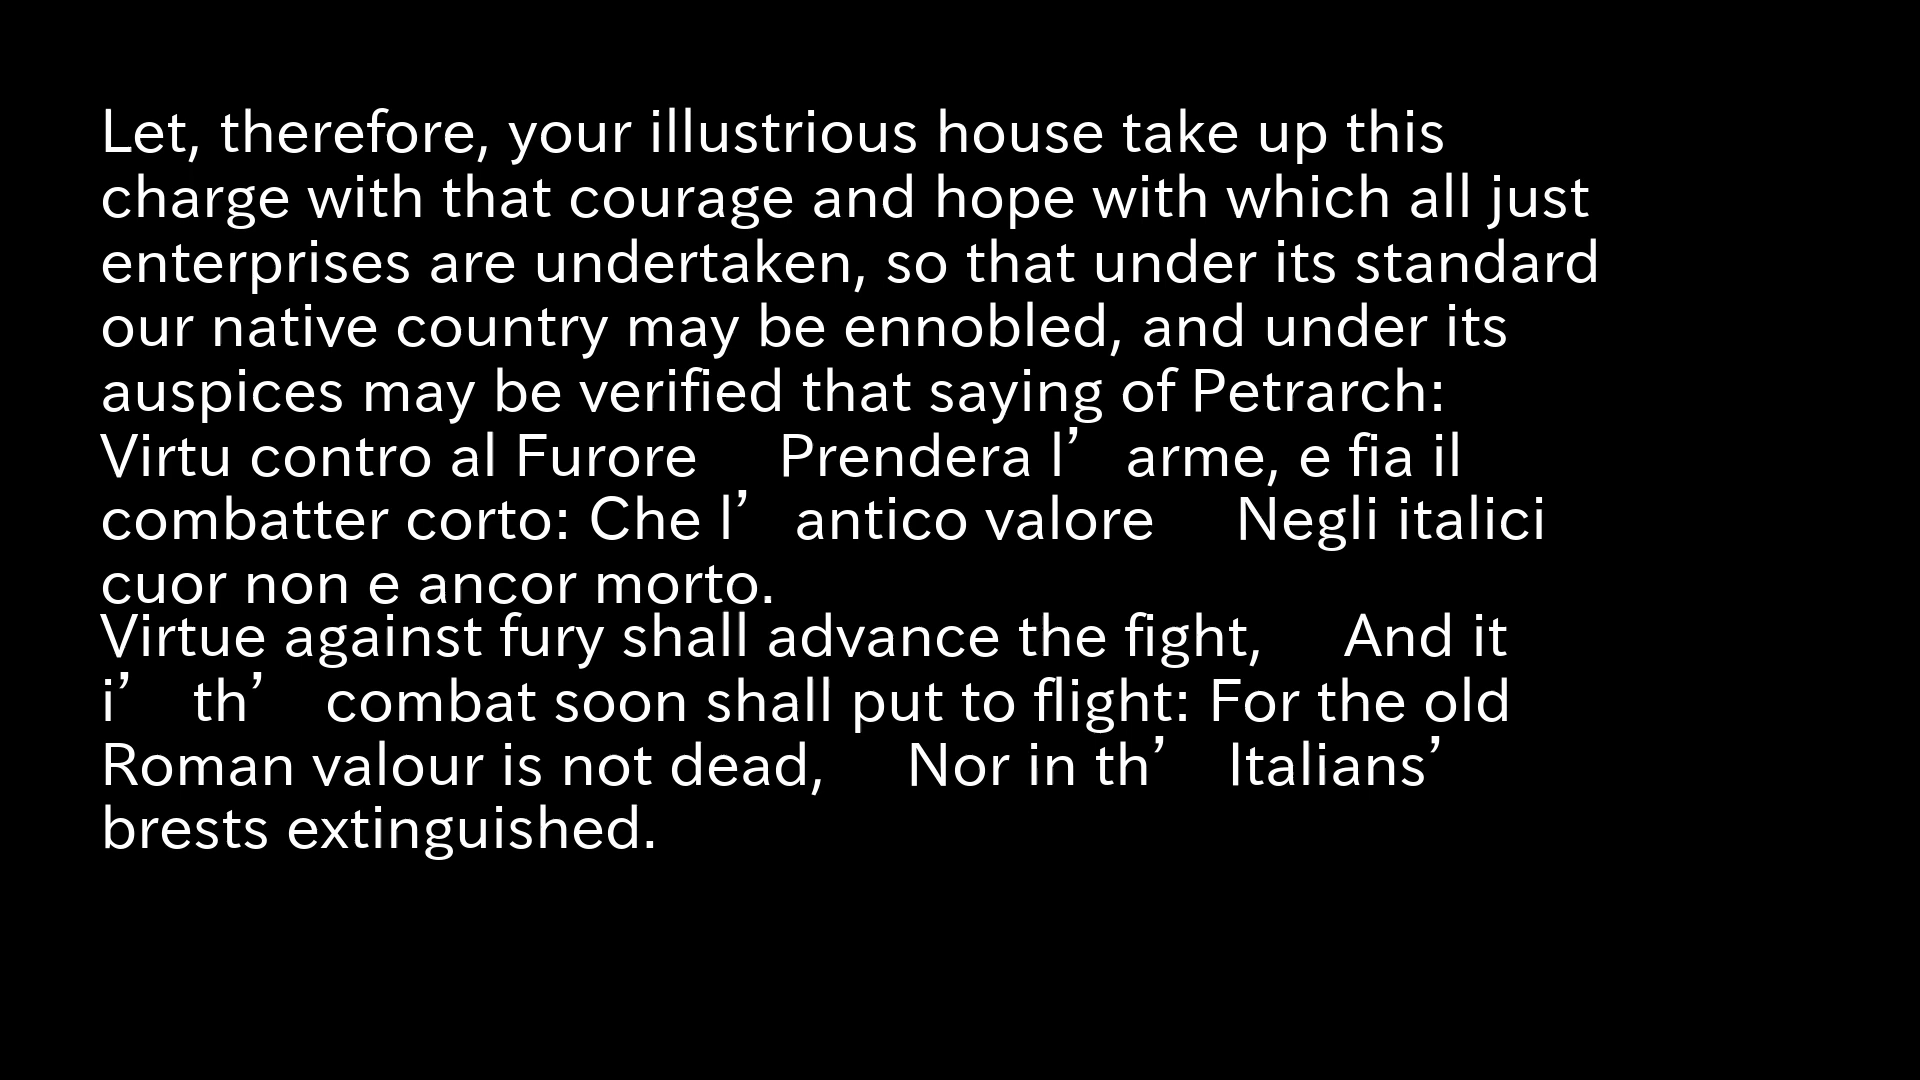 Let, therefore, your illustrious house take up this
charge with that courage and hope with which all just
enterprises are undertaken, so that under its standard
our native country may be ennobled, and under its
auspices may be verified that saying of Petrarch:
Virtu contro al Furore     Prendera l’ arme, e fia il
combatter corto: Che l’ antico valore     Negli italici
cuor non e ancor morto.
Virtue against fury shall advance the fight,     And it
i’ th’ combat soon shall put to flight: For the old
Roman valour is not dead,     Nor in th’ Italians’
brests extinguished.